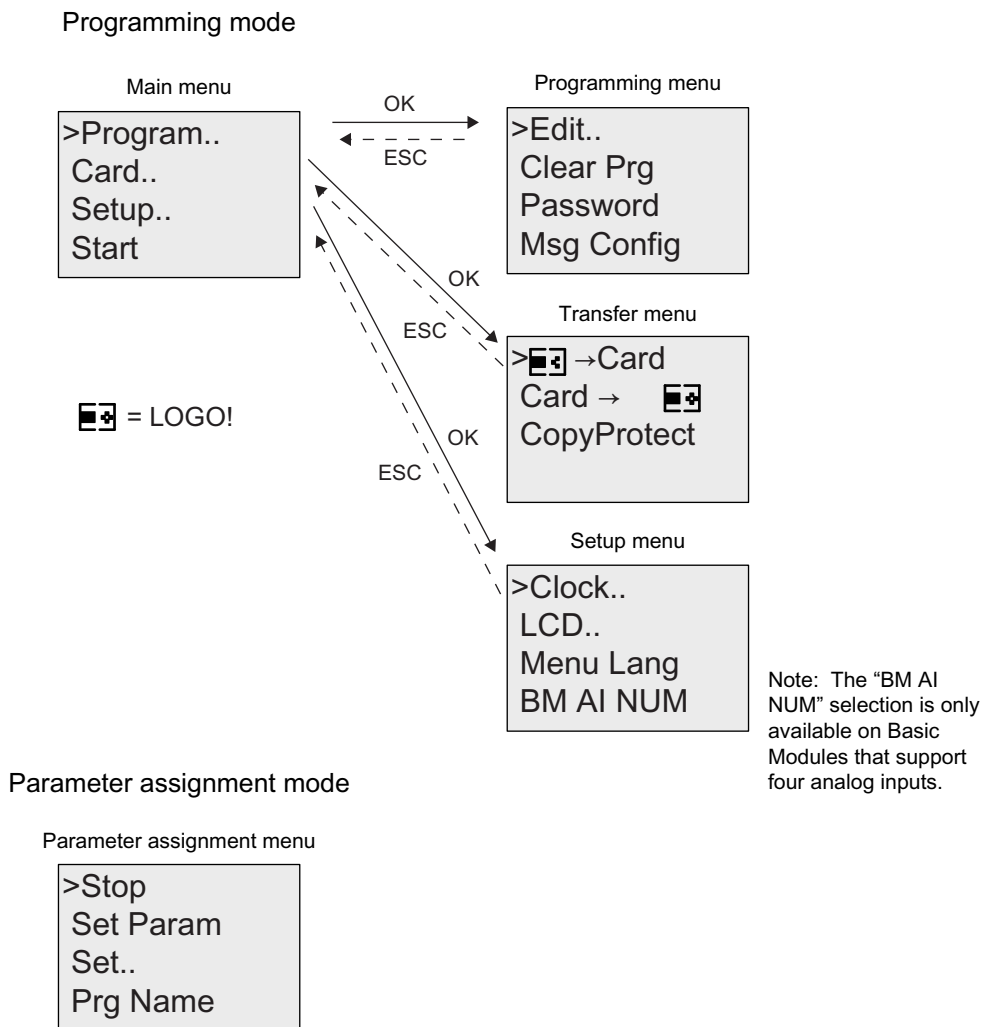 Programming mode
Main menu
>Program..
Card..
Setup..
Start
OK
ESC
Programming menu
>Edit..
Clear Prg
Password
Msg Config
OK
ESC
Transfer menu
> →Card
Card →
CopyProtect
= LOGO!
OK
ESC
Setup menu
>Clock..
LCD..
Menu Lang
BM AI NUM
Note: The “BM AI
NUM” selection is only
available on Basic
Modules that support
four analog inputs.
Parameter assignment mode
Parameter assignment menu
>Stop
Set Param
Set..
Prg Name